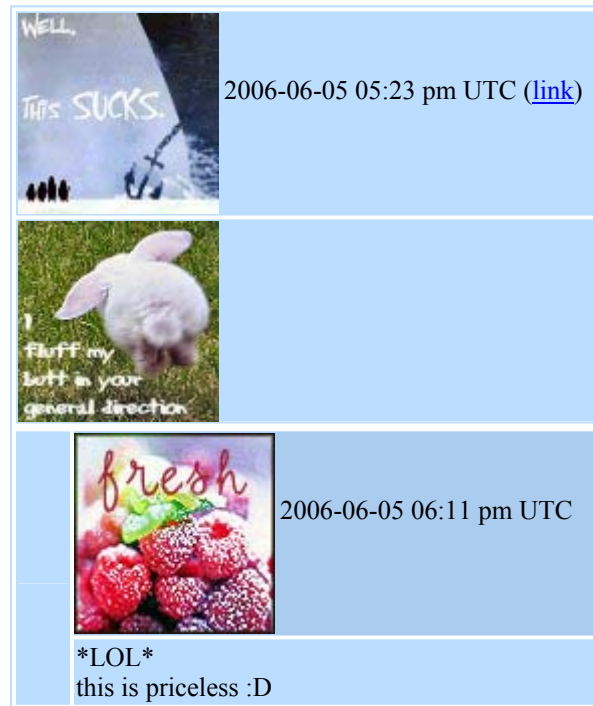 WELL,
THIS SUCKS.
2006-06-05 05:23 pm UTC (link)
I
fluff my
butt in your
general direction
fresh
2006-06-05 06:11 pm UTC
*LOL*
this is priceless :D